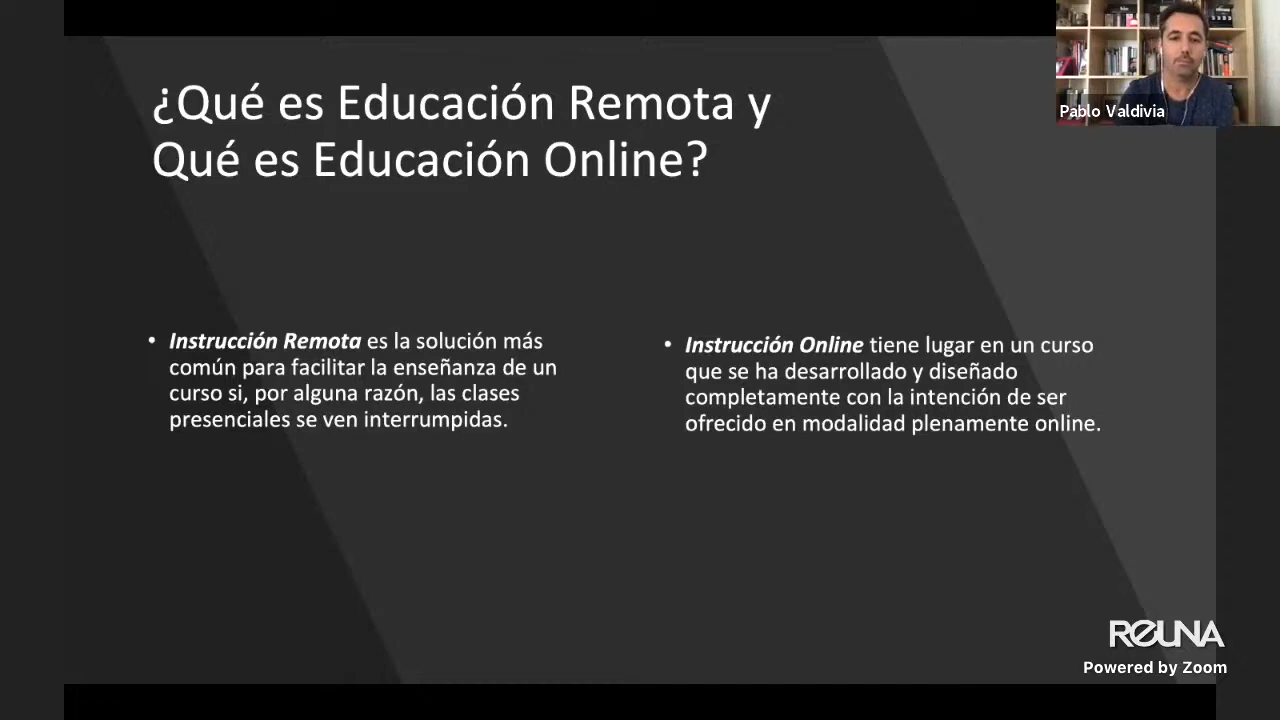 ¿Qué es Educación Remota y
Qué es Educación Online?
Pablo Valdivia
• Instrucción Remota es la solución más
común para facilitar la enseñanza de un
curso si, por alguna razón, las clases
presenciales se ven interrumpidas.
• Instrucción Online tiene lugar en un curso
que se ha desarrollado y diseñado
completamente con la intención de ser
ofrecido en modalidad plenamente online.
REUNA
Powered by Zoom